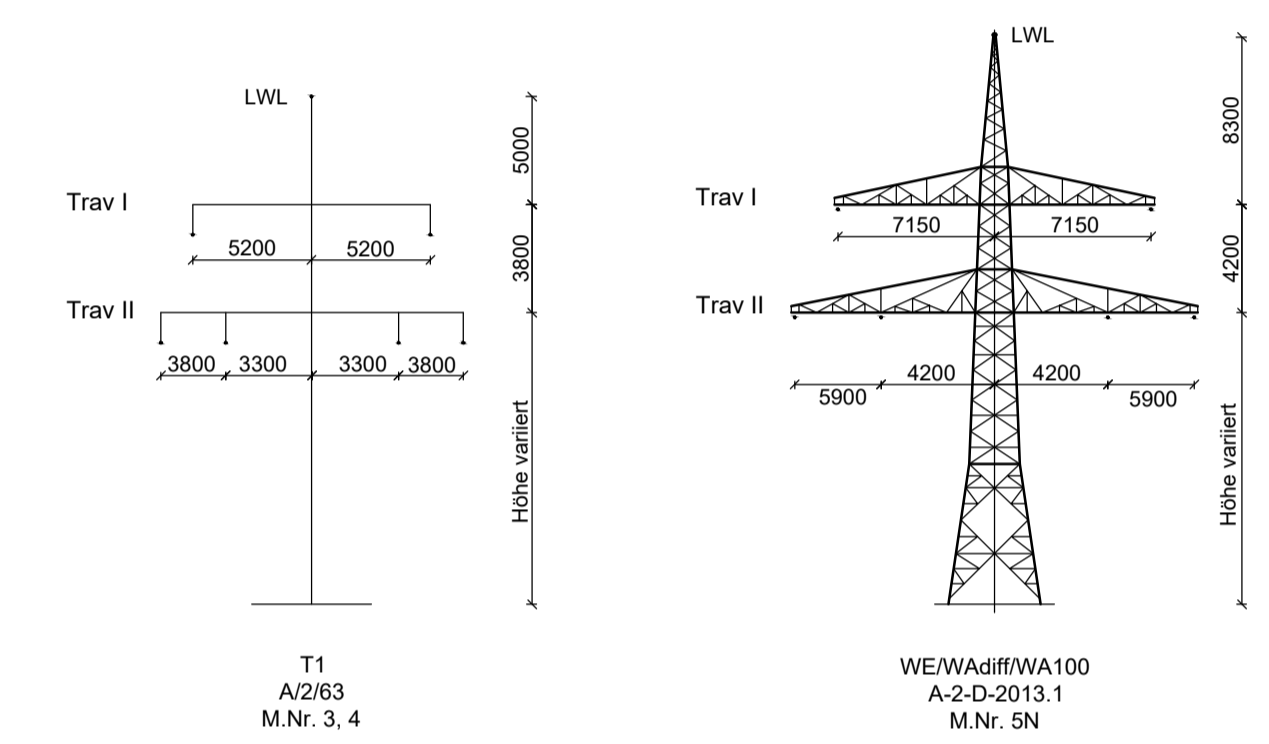 LWL
5000
Trav I
5200 5200
3800
Trav II
3800 3300 3300 3800
Höhe variiert
T1
A/2/63
M.Nr. 3, 4
LWL
8300
Trav I
7150 7150
4200
Trav II
5900 4200 4200 5900
Höhe variiert
WE/WAdiff/WA100
A-2-D-2013.1
M.Nr. 5N